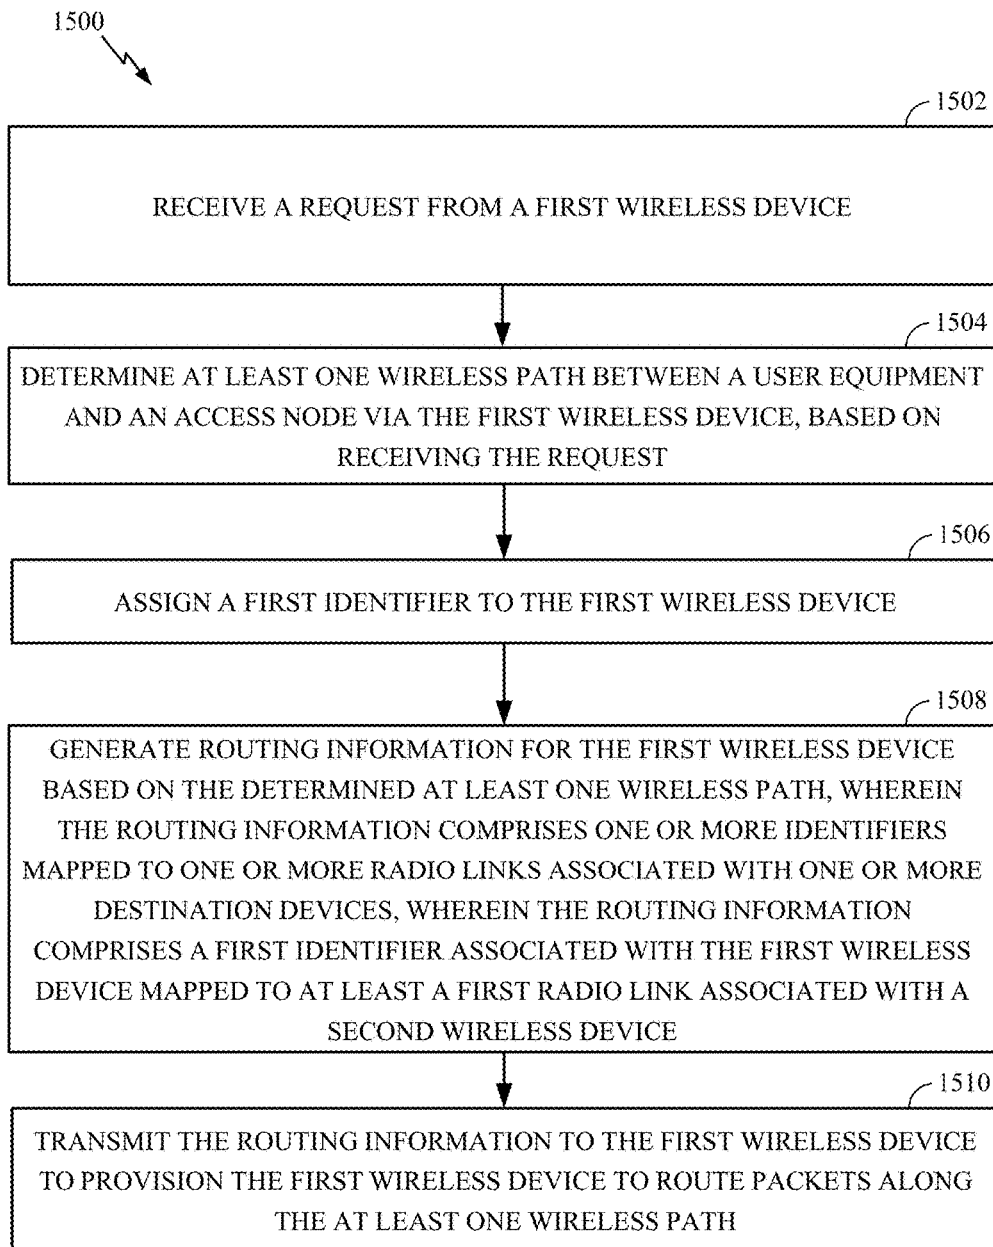 1500
1502
RECEIVE A REQUEST FROM A FIRST WIRELESS DEVICE
1504
DETERMINE AT LEAST ONE WIRELESS PATH BETWEEN A USER EQUIPMENT
AND AN ACCESS NODE VIA THE FIRST WIRELESS DEVICE, BASED ON
RECEIVING THE REQUEST
1506
ASSIGN A FIRST IDENTIFIER TO THE FIRST WIRELESS DEVICE
1508
GENERATE ROUTING INFORMATION FOR THE FIRST WIRELESS DEVICE
BASED ON THE DETERMINED AT LEAST ONE WIRELESS PATH, WHEREIN
THE ROUTING INFORMATION COMPRISES ONE OR MORE IDENTIFIERS
MAPPED TO ONE OR MORE RADIO LINKS ASSOCIATED WITH ONE OR MORE
DESTINATION DEVICES, WHEREIN THE ROUTING INFORMATION
COMPRISES A FIRST IDENTIFIER ASSOCIATED WITH THE FIRST WIRELESS
DEVICE MAPPED TO AT LEAST A FIRST RADIO LINK ASSOCIATED WITH A
SECOND WIRELESS DEVICE
1510
TRANSMIT THE ROUTING INFORMATION TO THE FIRST WIRELESS DEVICE
TO PROVISION THE FIRST WIRELESS DEVICE TO ROUTE PACKETS ALONG
THE AT LEAST ONE WIRELESS PATH